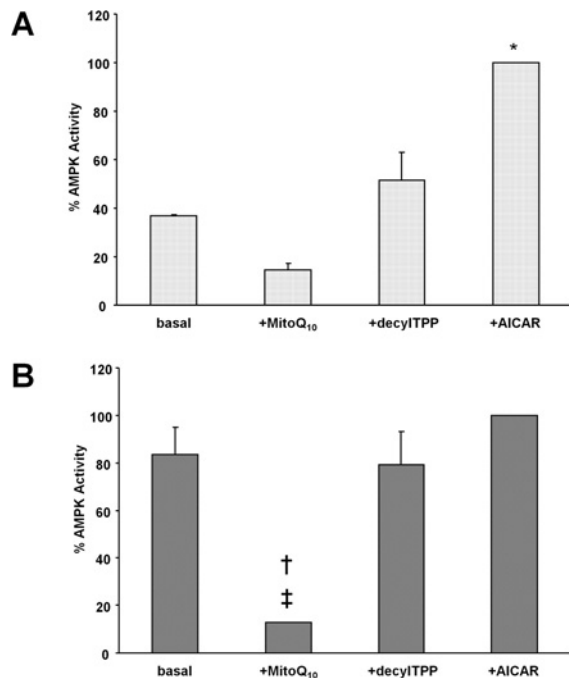 A
% AMPK Activity
120
100
80
60
40
20
0
*
basal +MitoQ₁₀ +decylTPP +AICAR
B
% AMPK Activity
120
100
80
60
40
20
0
†
‡
basal +MitoQ₁₀ +decylTPP +AICAR